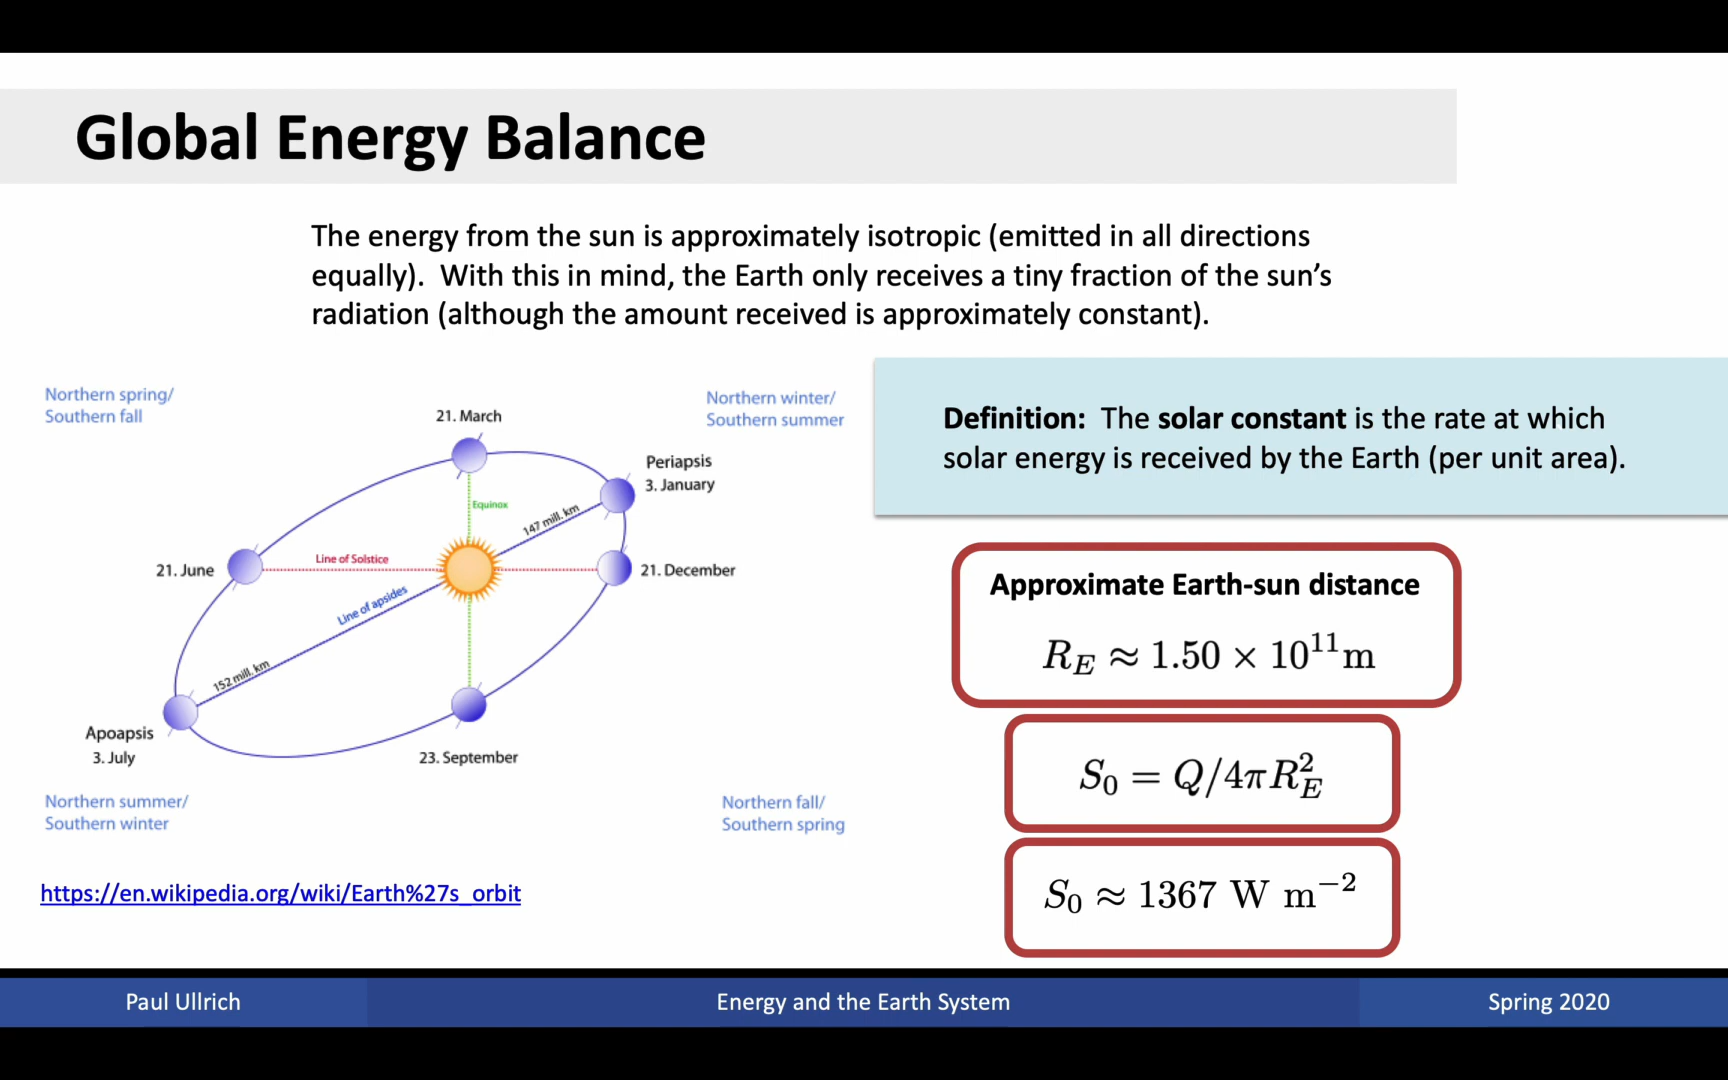 Global Energy Balance
The energy from the sun is approximately isotropic (emitted in all directions
equally).  With this in mind, the Earth only receives a tiny fraction of the sun's
radiation (although the amount received is approximately constant).
Northern spring/
Southern fall
21. March
Northern winter/
Southern summer
Periapsis
3. January
Equinox
147 mill. km
Line of Solstice
21. June
21. December
Line of apsides
152 mill. km
Apoapsis
3. July
23. September
Northern summer/
Southern winter
Northern fall/
Southern spring
https://en.wikipedia.org/wiki/Earth%27s_orbit
Definition:  The solar constant is the rate at which
solar energy is received by the Earth (per unit area).
Approximate Earth-sun distance
R_E ≈ 1.50 × 10^11 m
S_0 = Q/4πR_E^2
S_0 ≈ 1367 W m^−2
Paul Ullrich
Energy and the Earth System
Spring 2020